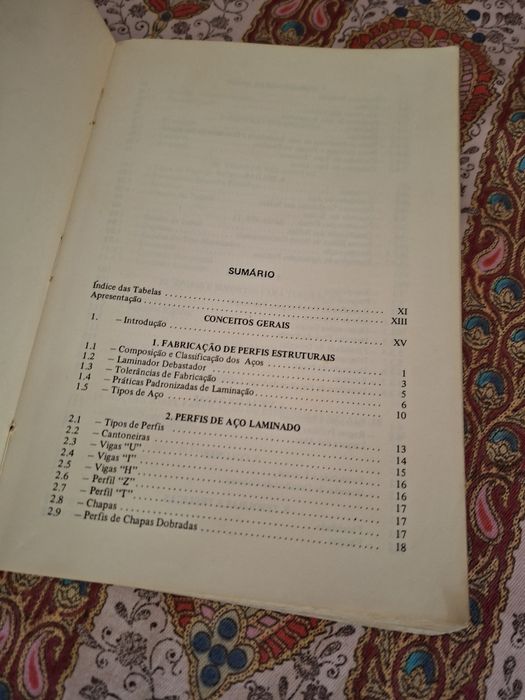 SUMÁRIO
Índice das Tabelas ........ XI
Apresentação ........ XIII
CONCEITOS GERAIS
1. – Introdução ........ XV
1. FABRICAÇÃO DE PERFIS ESTRUTURAIS
1.1 – Composição e Classificação dos Aços ........ 1
1.2 – Laminador Debastador ........ 3
1.3 – Tolerâncias de Fabricação ........ 5
1.4 – Práticas Padronizadas de Laminação ........ 6
1.5 – Tipos de Aço ........ 10
2. PERFIS DE AÇO LAMINADO
2.1 – Tipos de Perfis ........ 13
2.2 – Cantoneiras ........ 14
2.3 – Vigas "U" ........ 15
2.4 – Vigas "I" ........ 16
2.5 – Vigas "H" ........ 16
2.6 – Perfil "Z" ........ 17
2.7 – Perfil "T" ........ 17
2.8 – Chapas ........ 17
2.9 – Perfis de Chapas Dobradas ........ 18